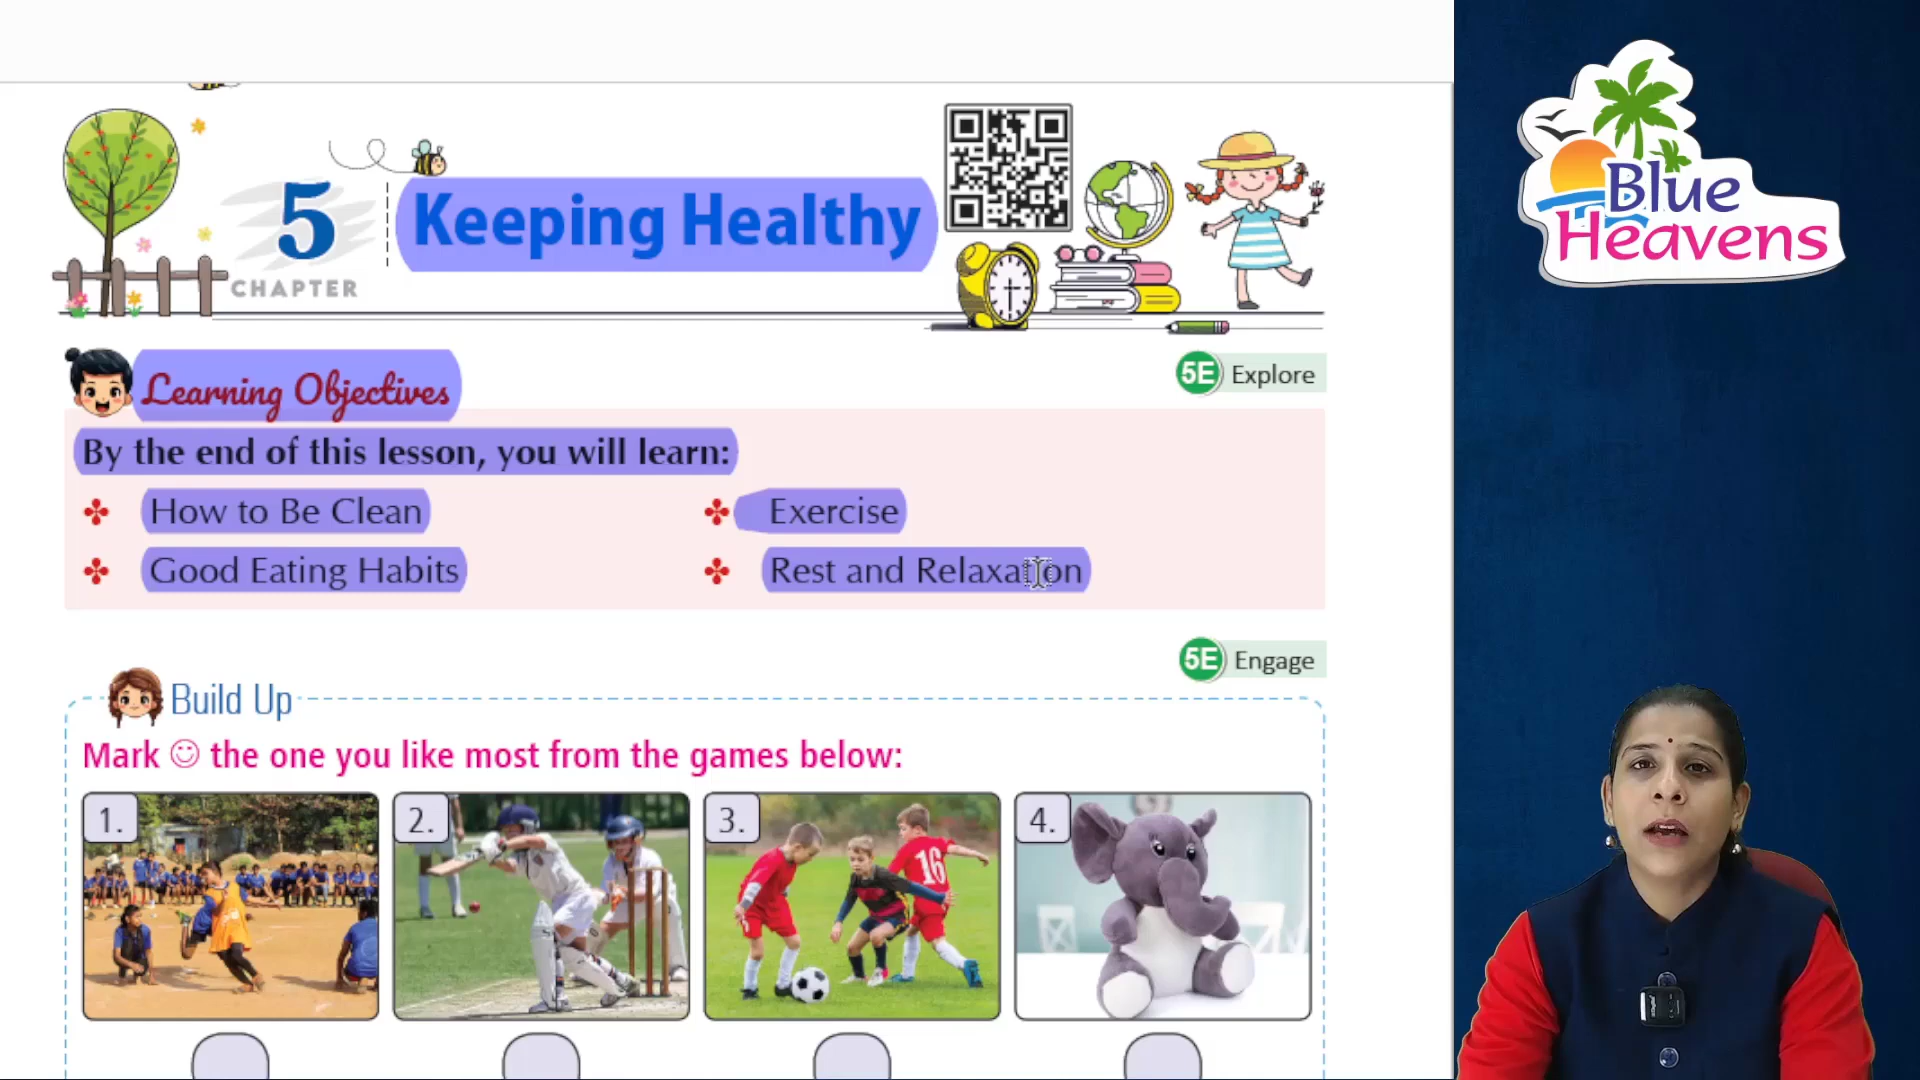 5
CHAPTER
Keeping Healthy
Blue
Heavens
Learning Objectives
5E Explore
By the end of this lesson, you will learn:
How to Be Clean
Exercise
Good Eating Habits
Rest and Relaxation
5E Engage
Build Up
Mark ☺ the one you like most from the games below:
1.
2.
3.
4.
16